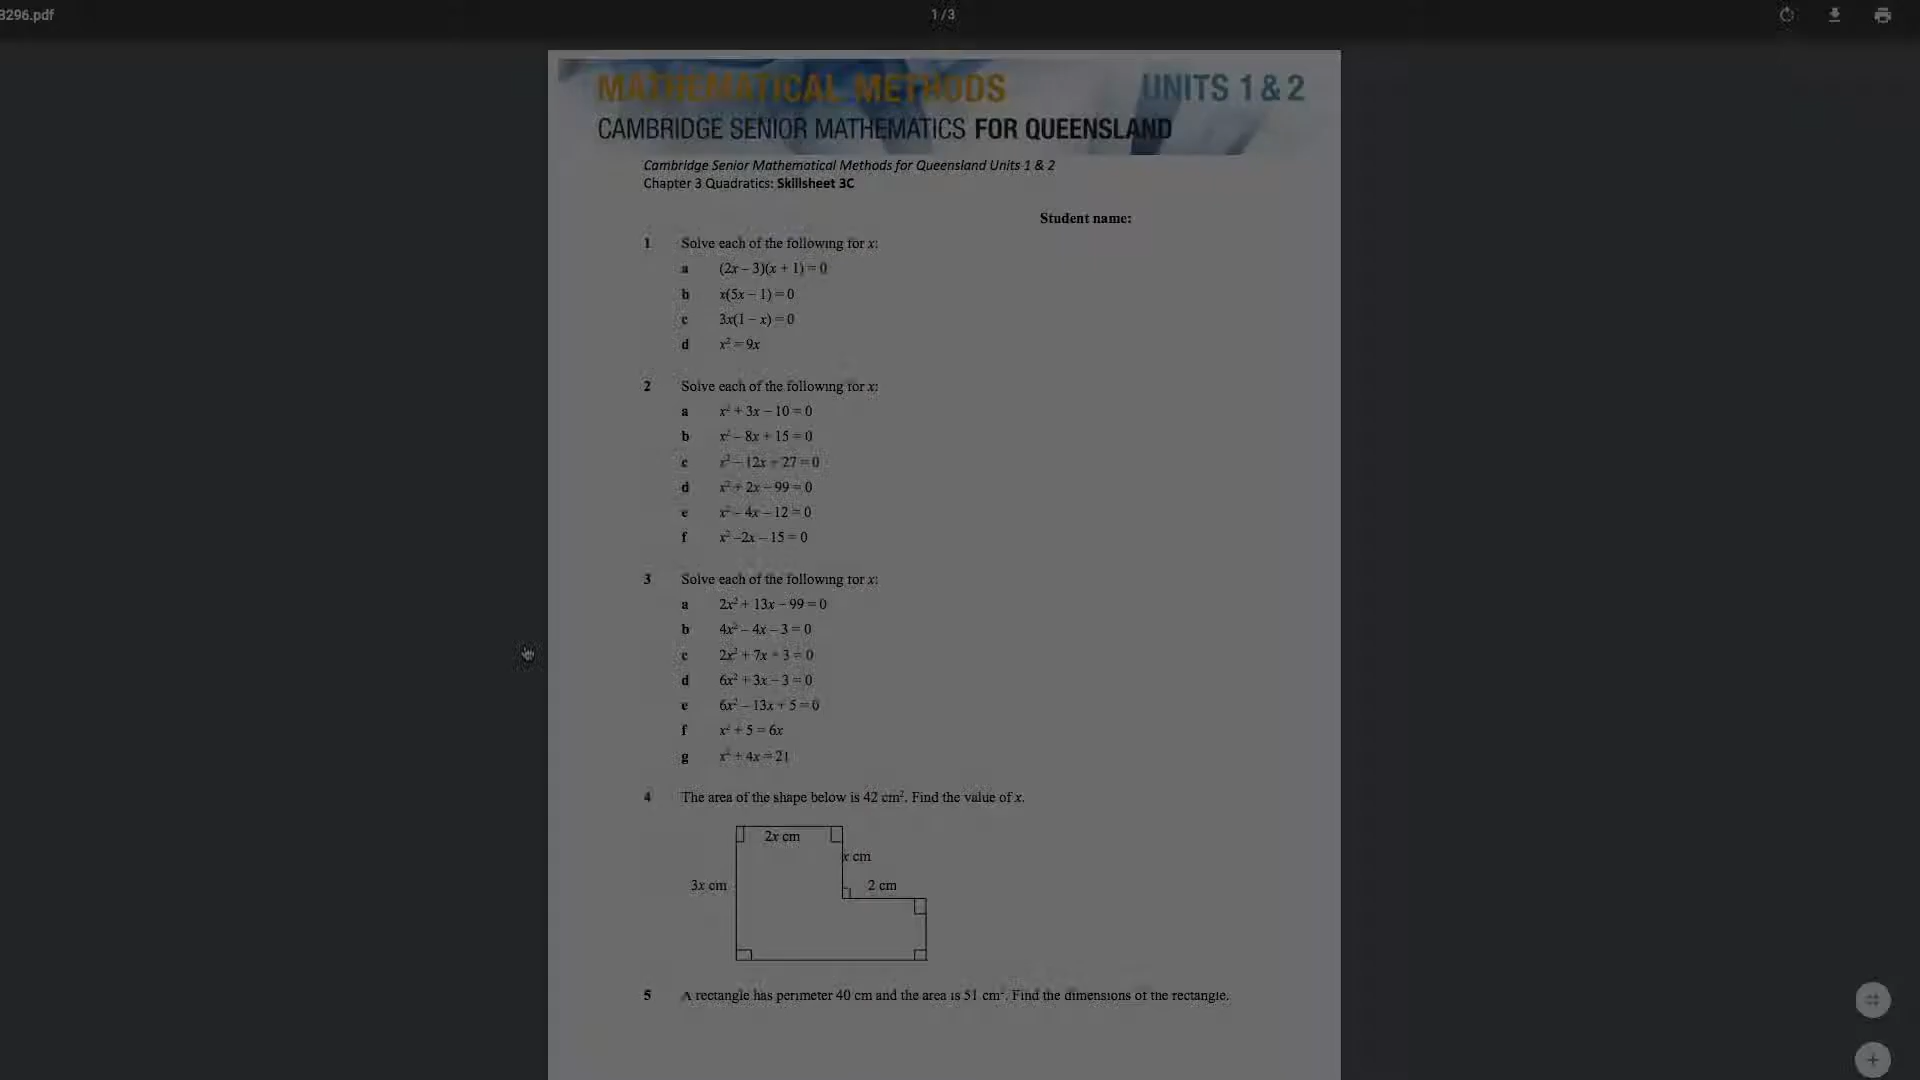 3296.pdf
1/3
MATHEMATICAL METHODS UNITS 1 & 2
CAMBRIDGE SENIOR MATHEMATICS FOR QUEENSLAND
Cambridge Senior Mathematical Methods for Queensland Units 1 & 2
Chapter 3 Quadratics: Skillsheet 3C
Student name:
1 Solve each of the following for x:
a (2x – 3)(x + 1) = 0
b x(5x – 1) = 0
c 3x(1 – x) = 0
d x² = 9x
2 Solve each of the following for x:
a x² + 3x – 10 = 0
b x² – 8x + 15 = 0
c x² – 12x + 27 = 0
d x² + 2x – 99 = 0
e x² – 4x – 12 = 0
f x² –2x – 15 = 0
3 Solve each of the following for x:
a 2x² + 13x – 99 = 0
b 4x² – 4x – 3 = 0
c 2x² + 7x + 3 = 0
d 6x² + 3x – 3 = 0
e 6x² – 13x + 5 = 0
f x² + 5 = 6x
g x² + 4x = 21
4 The area of the shape below is 42 cm². Find the value of x.
2x cm
x cm
3x cm
2 cm
5 A rectangle has perimeter 40 cm and the area is 51 cm². Find the dimensions of the rectangle.